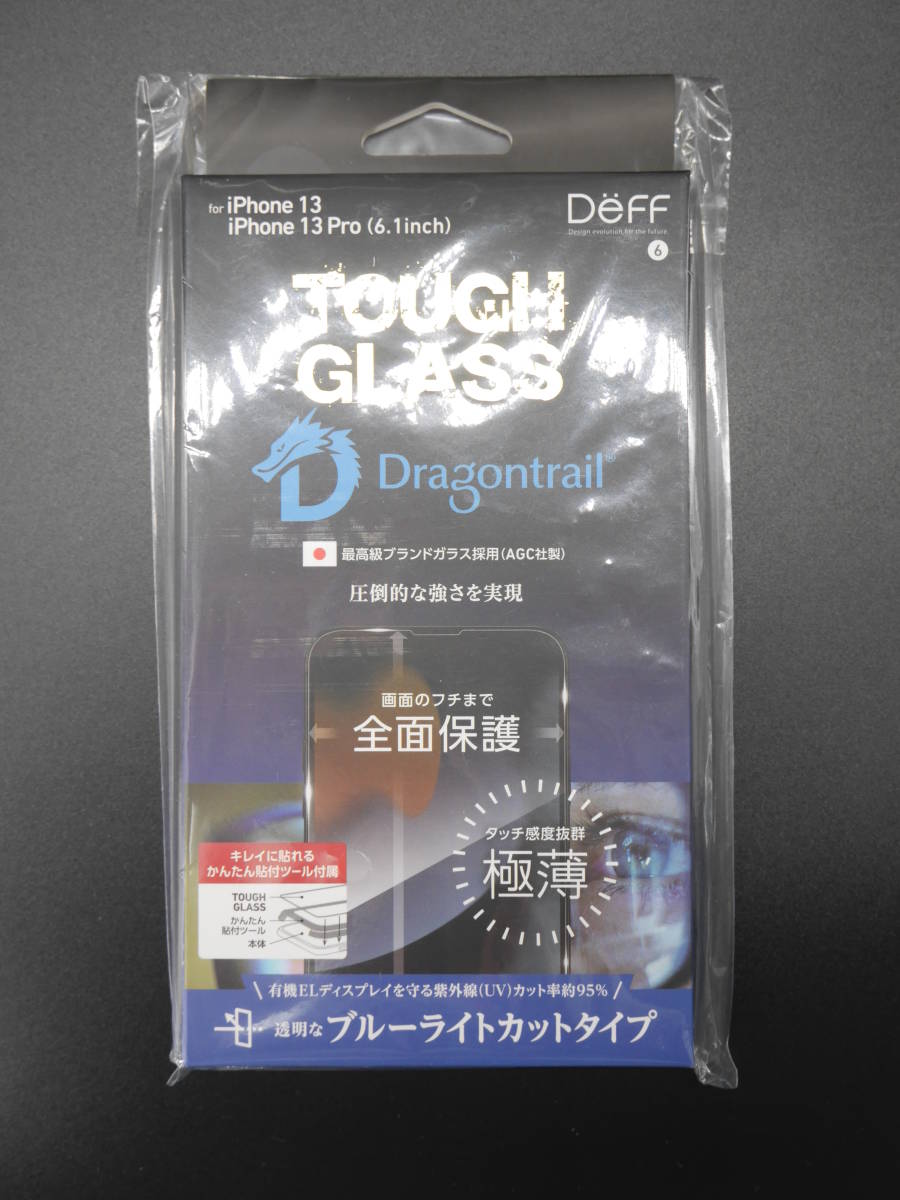 for iPhone 13
iPhone 13 Pro (6.1inch)
DëFF
Design evolution for the future.
6
TOUGH
GLASS
D Dragontrail®
最高級ブランドガラス採用(AGC社製)
圧倒的な強さを実現
画面のフチまで
全面保護
タッチ感度抜群
極薄
キレイに貼れる
かんたん貼付ツール付属
TOUGH
GLASS
かんたん
貼付ツール
本体
\ 有機ELディスプレイを守る紫外線(UV)カット率約95% /
透明なブルーライトカットタイプ